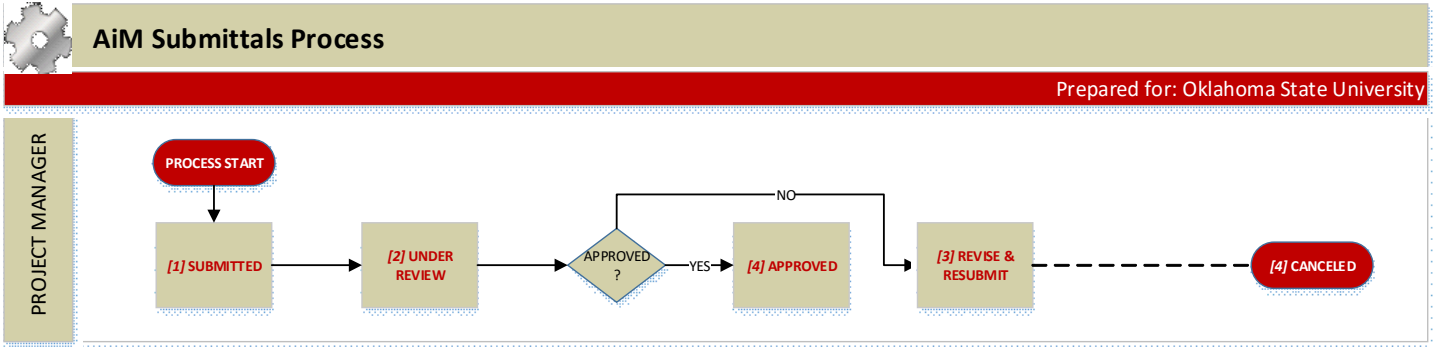 AiM Submittals Process
Prepared for: Oklahoma State University
PROJECT MANAGER
PROCESS START
[1] SUBMITTED
[2] UNDER
REVIEW
APPROVED
?
NO
YES
[4] APPROVED
[3] REVISE &
RESUBMIT
[4] CANCELED